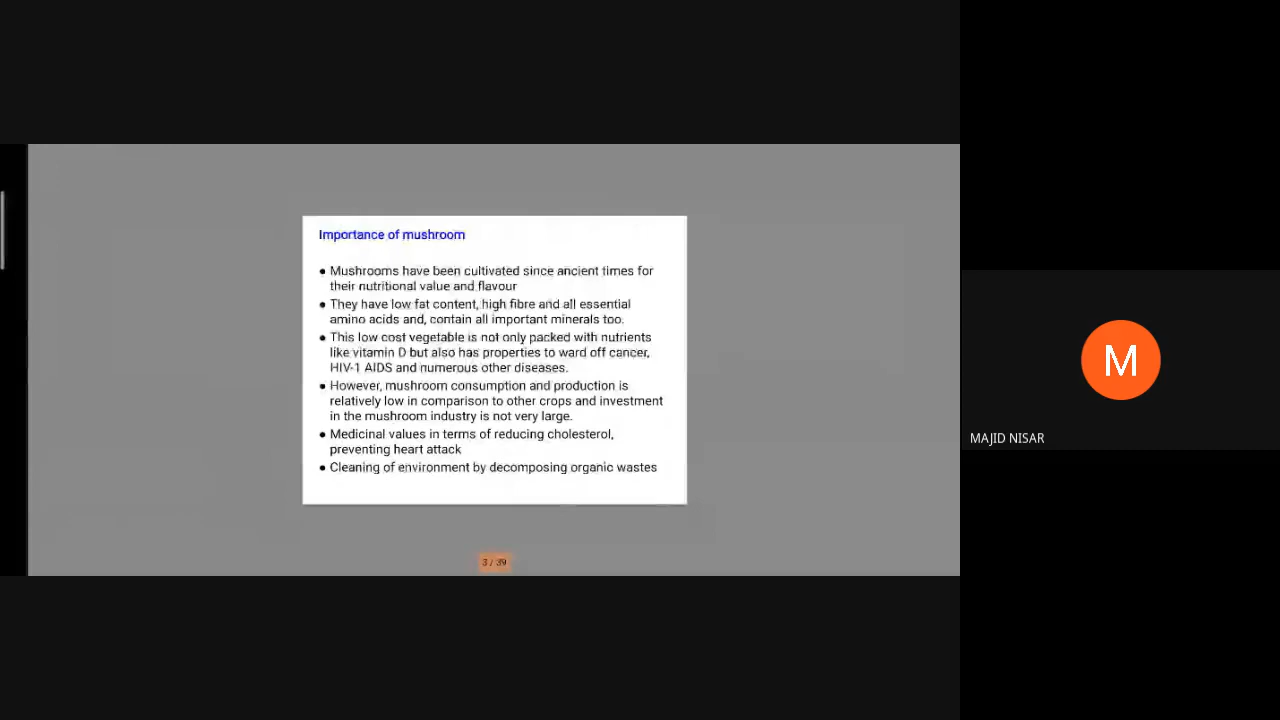 Importance of mushroom
● Mushrooms have been cultivated since ancient times for
their nutritional value and flavour
● They have low fat content, high fibre and all essential
amino acids and, contain all important minerals too.
● This low cost vegetable is not only packed with nutrients
like vitamin D but also has properties to ward off cancer,
HIV-1 AIDS and numerous other diseases.
● However, mushroom consumption and production is
relatively low in comparison to other crops and investment
in the mushroom industry is not very large.
● Medicinal values in terms of reducing cholesterol,
preventing heart attack
● Cleaning of environment by decomposing organic wastes
3 / 39
M
MAJID NISAR